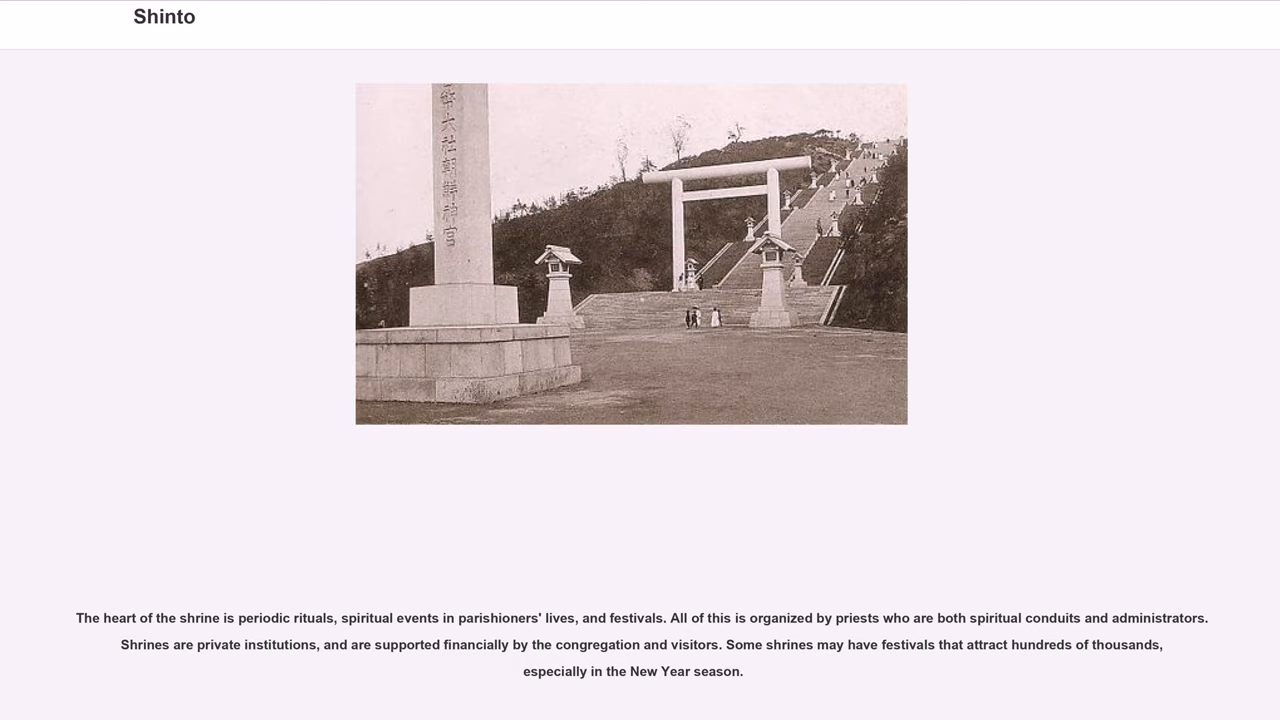 Shinto
幣大社朝鮮神宮
The heart of the shrine is periodic rituals, spiritual events in parishioners' lives, and festivals. All of this is organized by priests who are both spiritual conduits and administrators.
Shrines are private institutions, and are supported financially by the congregation and visitors. Some shrines may have festivals that attract hundreds of thousands,
especially in the New Year season.